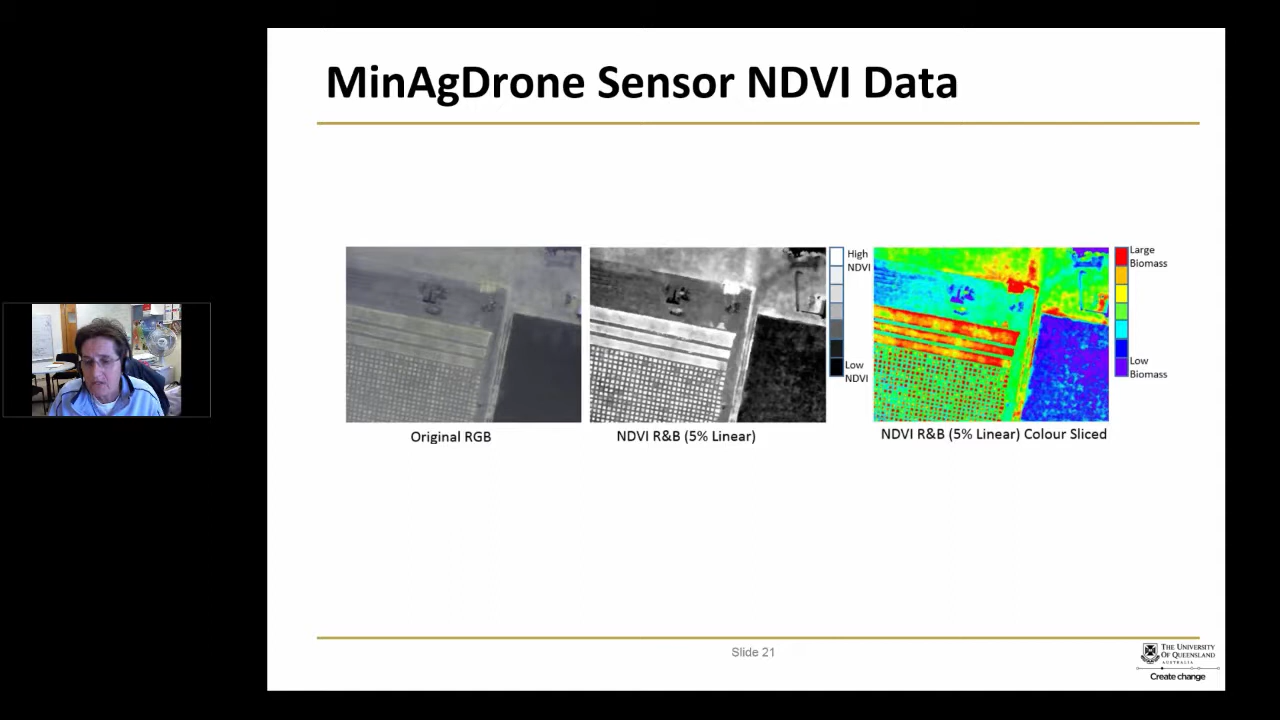 MinAgDrone Sensor NDVI Data
High
NDVI
Low
NDVI
Large
Biomass
Low
Biomass
Original RGB
NDVI R&B (5% Linear)
NDVI R&B (5% Linear) Colour Sliced
Slide 21
THE UNIVERSITY
OF QUEENSLAND
AUSTRALIA
Create change